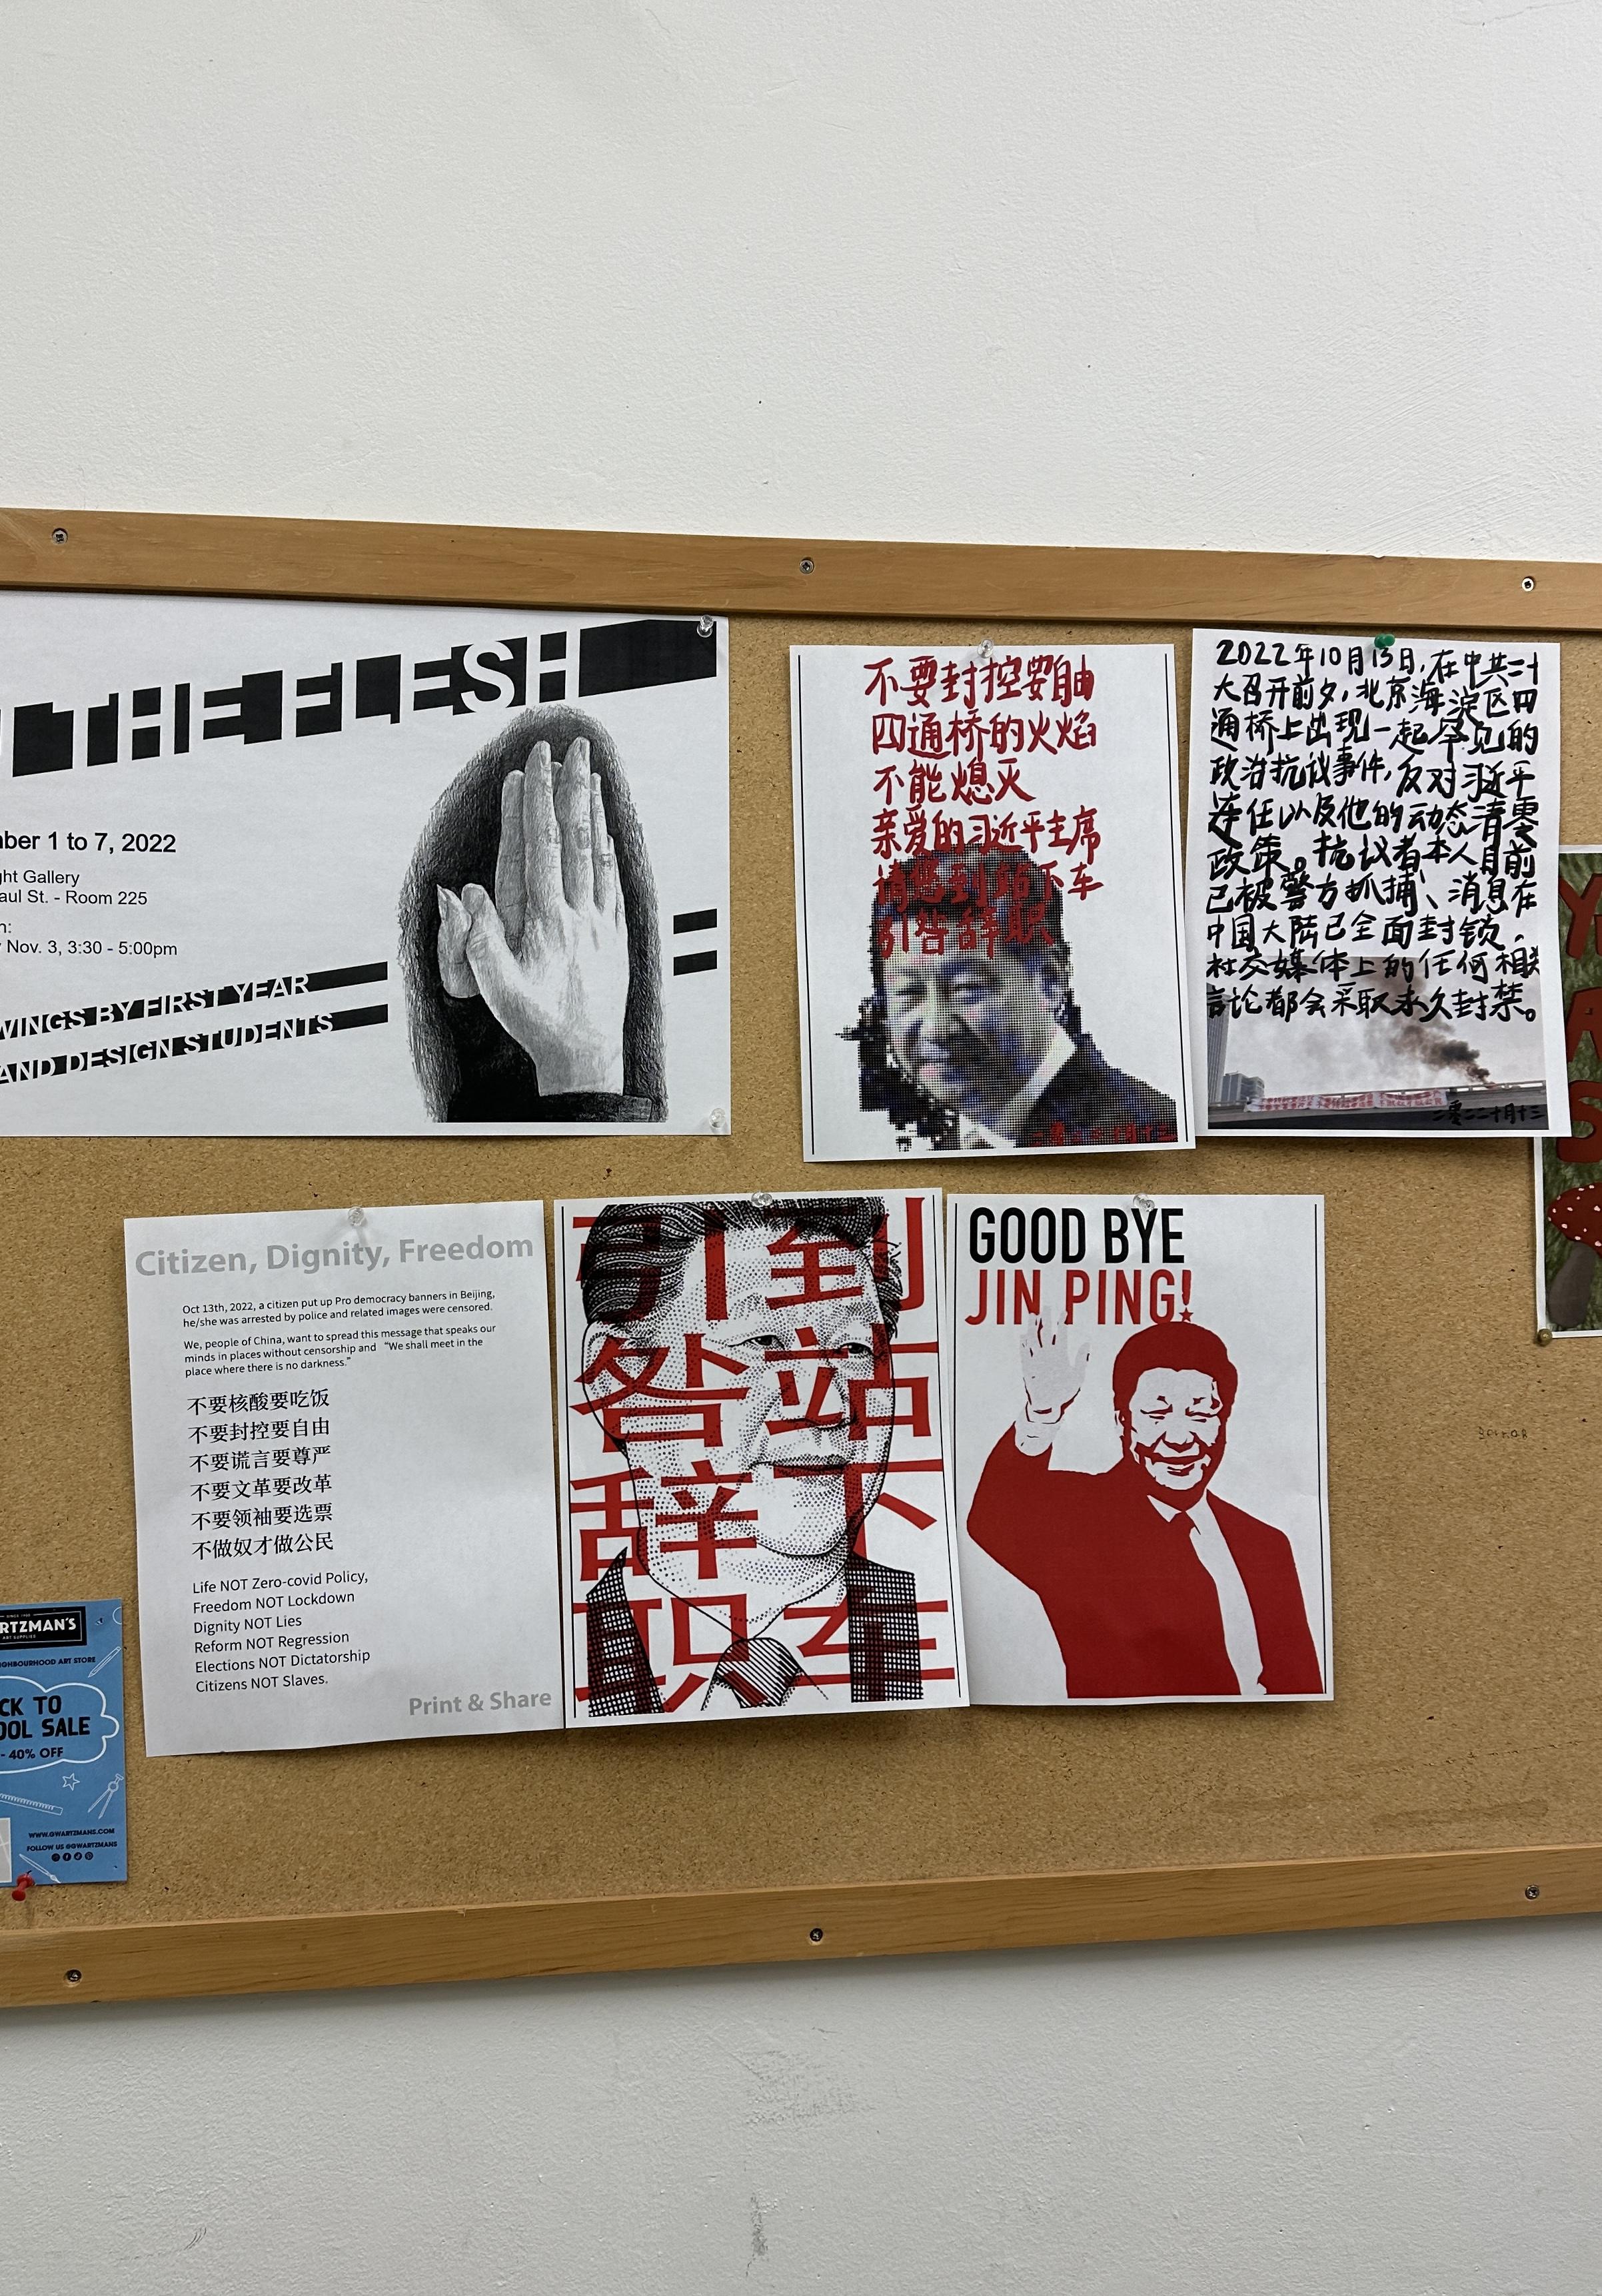 THE FLESH
ber 1 to 7, 2022
ht Gallery
aul St. - Room 225
n:
Nov. 3, 3:30 - 5:00pm
WINGS BY FIRST YEAR
AND DESIGN STUDENTS
不要封控要自由
四通桥的火焰
不能熄灭
亲爱的习近平主席
请您到站下车
引咎辞职
二零二二十月十三
2022年10月13日,在中共二十
大召开前夕,北京海淀区四
通桥上出现一起罕见的
政治抗议事件,反对习近平
连任以及他的动态清零
政策。抗议者本人目前
已被警方抓捕、消息在
中国大陆已全面封锁,
社交媒体上的任何相关
言论都会采取永久封禁。
二零二二十月十三
Y
A
S
Citizen, Dignity, Freedom
Oct 13th, 2022, a citizen put up Pro democracy banners in Beijing,
he/she was arrested by police and related images were censored.
We, people of China, want to spread this message that speaks our
minds in places without censorship and "We shall meet in the
place where there is no darkness."
不要核酸要吃饭
不要封控要自由
不要谎言要尊严
不要文革要改革
不要领袖要选票
不做奴才做公民
Life NOT Zero-covid Policy,
Freedom NOT Lockdown
Dignity NOT Lies
Reform NOT Regression
Elections NOT Dictatorship
Citizens NOT Slaves.
Print & Share
到站下车
引咎辞职
GOOD BYE
JIN PING!
RTZMAN'S
ART SUPPLIES
GHBOURHOOD ART STORE
CK TO
OOL SALE
- 40% OFF
WWW.GWARTZMANS.COM
FOLLOW US @GWARTZMANS